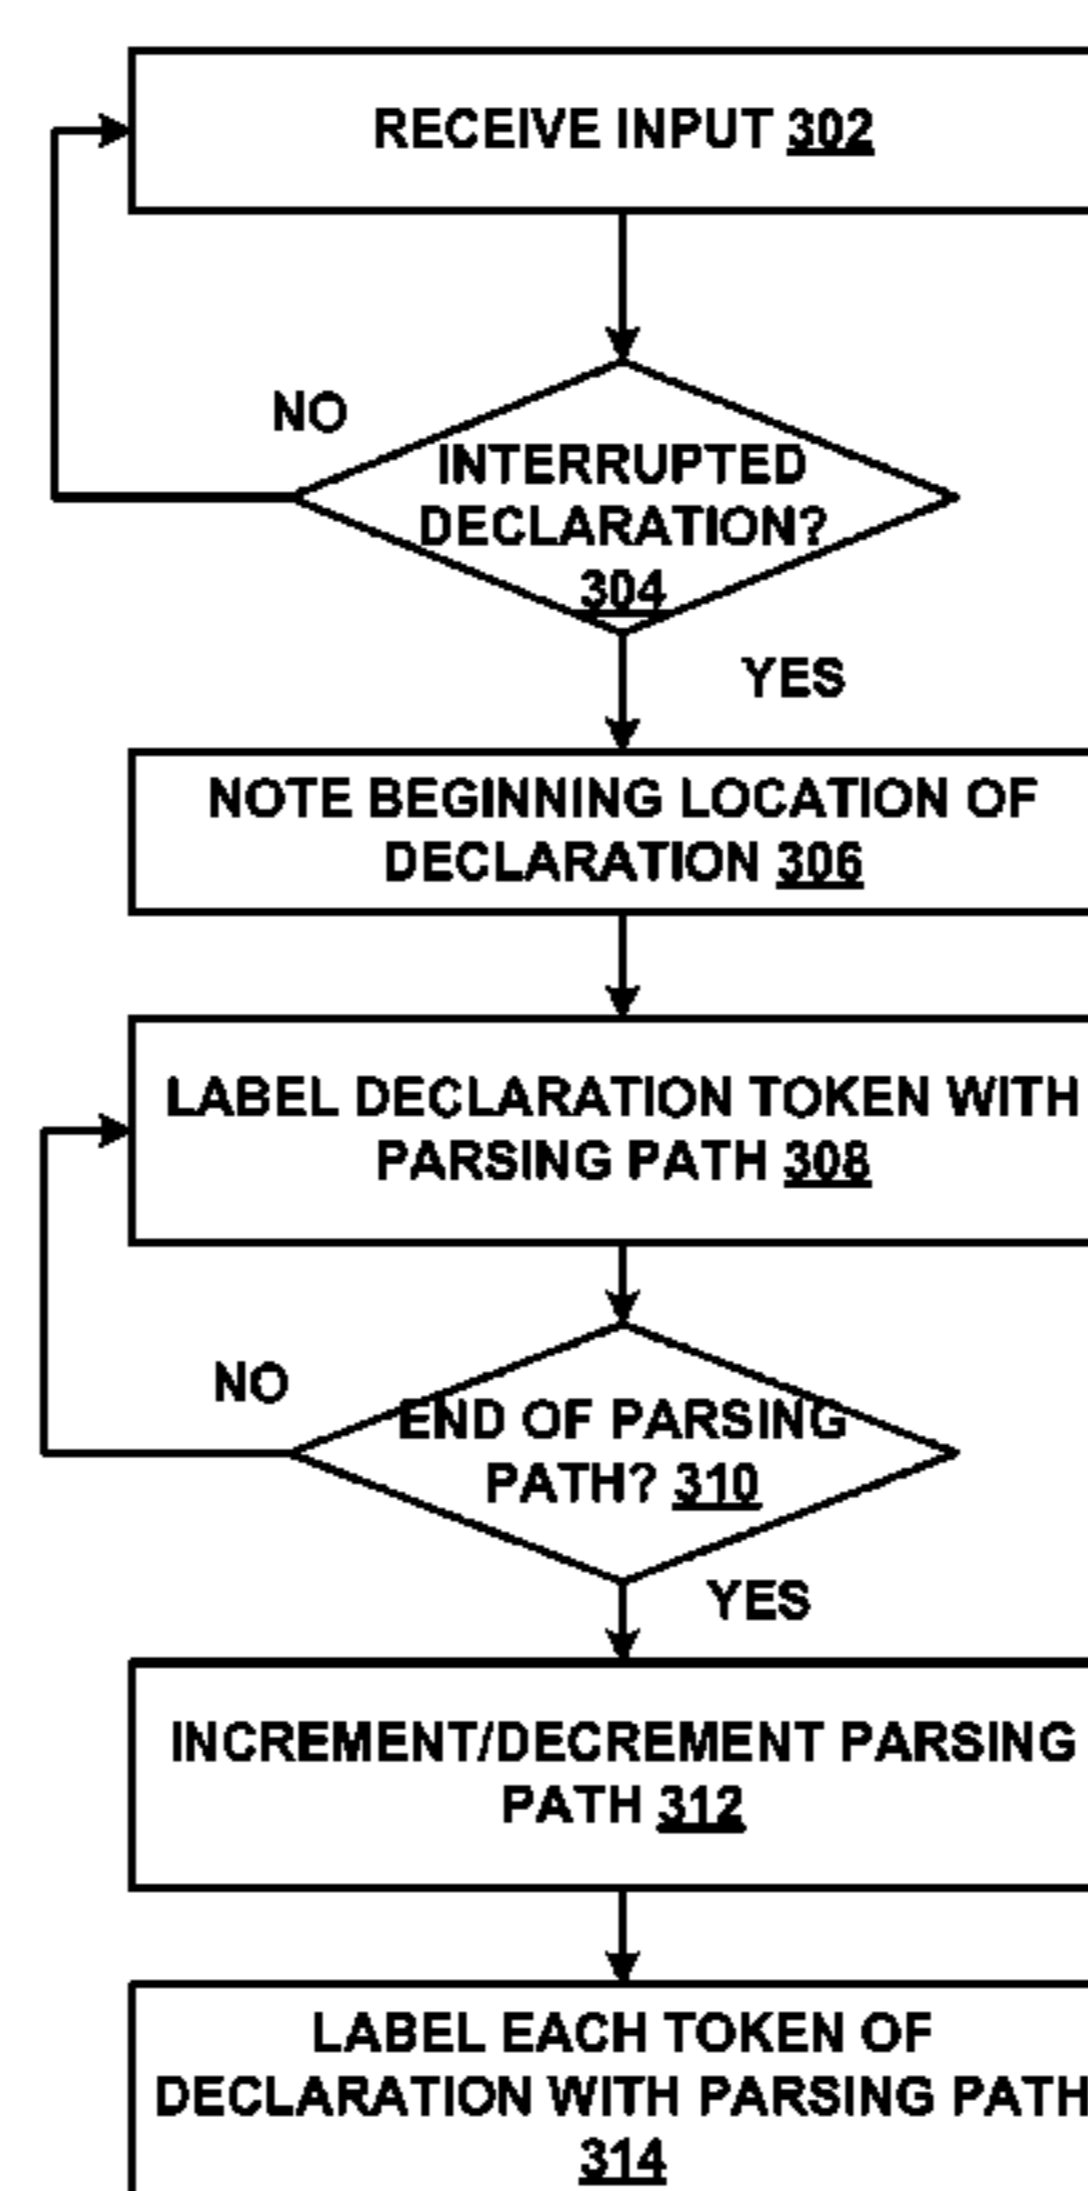 RECEIVE INPUT 302
NO
INTERRUPTED
DECLARATION?
304
YES
NOTE BEGINNING LOCATION OF
DECLARATION 306
LABEL DECLARATION TOKEN WITH
PARSING PATH 308
NO
END OF PARSING
PATH? 310
YES
INCREMENT/DECREMENT PARSING
PATH 312
LABEL EACH TOKEN OF
DECLARATION WITH PARSING PATH
314